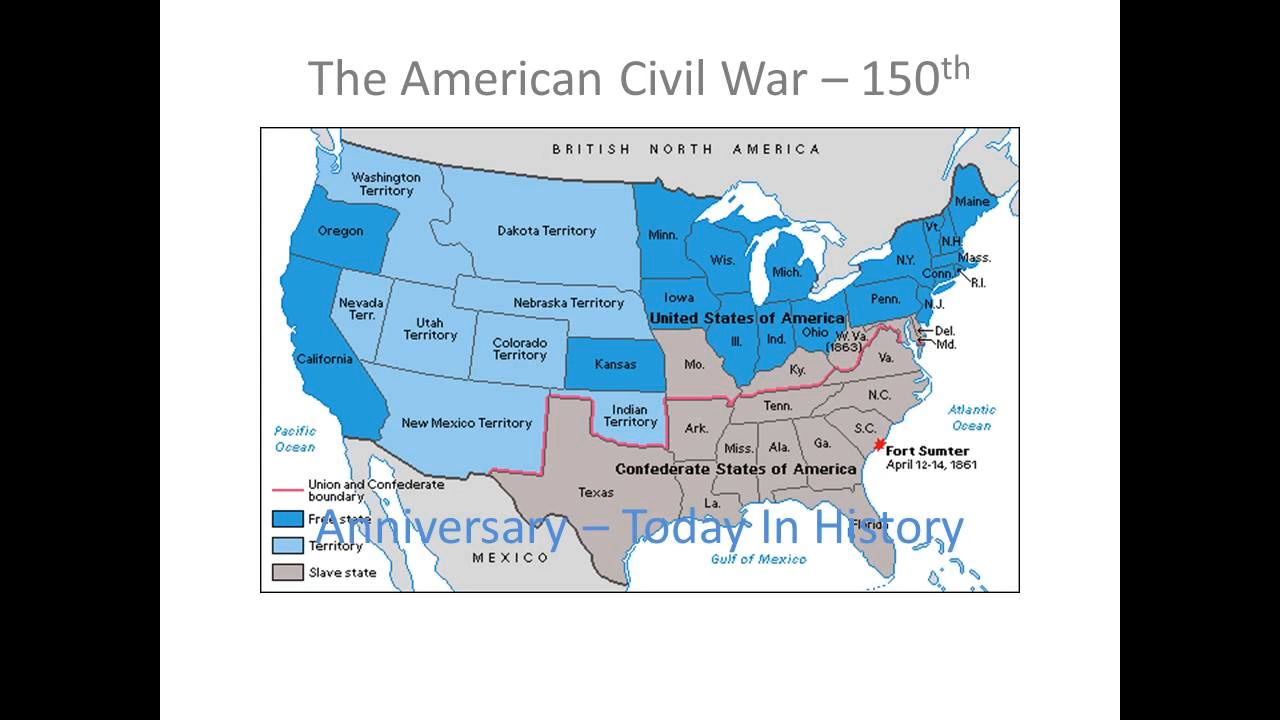 The American Civil War – 150th
BRITISH NORTH AMERICA
Washington
Territory
Oregon
Dakota Territory
Minn.
Wis.
Mich.
Maine
Vt.
N.H.
N.Y.
Mass.
Conn.
R.I.
Nevada
Terr.
Utah
Territory
Nebraska Territory
Iowa
Penn.
N.J.
United States of America
Colorado
Territory
Ill.
Ind.
Ohio
W. Va.
(1863)
Del.
Md.
California
Kansas
Mo.
Ky.
Va.
New Mexico Territory
Indian
Territory
Tenn.
N.C.
Ark.
Miss.
Ala.
Ga.
S.C.
Atlantic
Ocean
Pacific
Ocean
Fort Sumter
April 12-14, 1861
Confederate States of America
Texas
La.
Florida
Union and Confederate
boundary
Free state
Territory
Slave state
Anniversary – Today In History
MEXICO
Gulf of Mexico